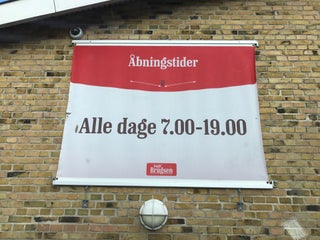 Åbningstider
Alle dage 7.00-19.00
Brugsen